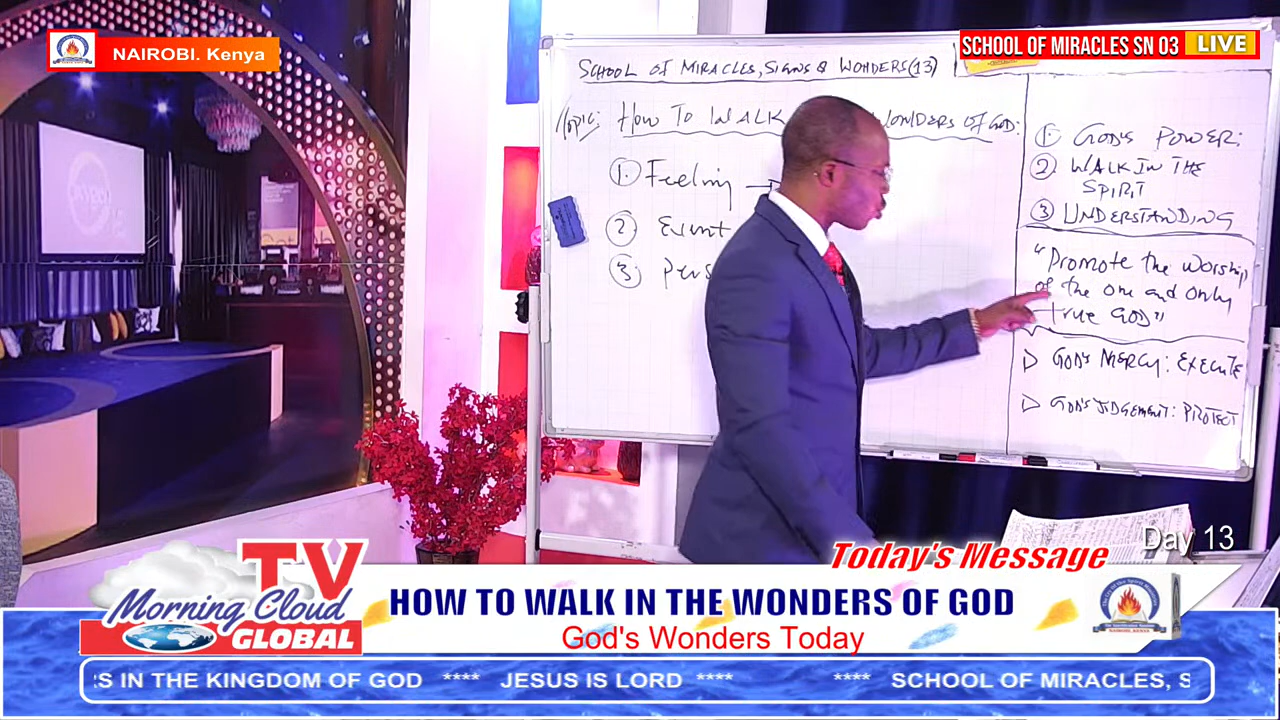 NAIROBI. Kenya
SCHOOL OF MIRACLES SN 03
LIVE
SCHOOL OF MIRACLES, SIGNS & WONDERS (13)
Topic: HOW TO WALK WONDERS OF GOD:
1. Feeling →
2. Event
3. pers
1. GOD'S POWER:
2. WALK IN THE
SPIRIT
3 UNDERSTANDING
"Promote the worship
of the one and only
true GOD"
▷ GOD'S MERCY: EXECUTE
▷ GOD'S JUDGEMENT: PROTECT
Day 13
Today's Message
TV
Morning Cloud
GLOBAL
HOW TO WALK IN THE WONDERS OF GOD
God's Wonders Today
NAIROBI, KENYA
S IN THE KINGDOM OF GOD **** JESUS IS LORD **** **** SCHOOL OF MIRACLES, S